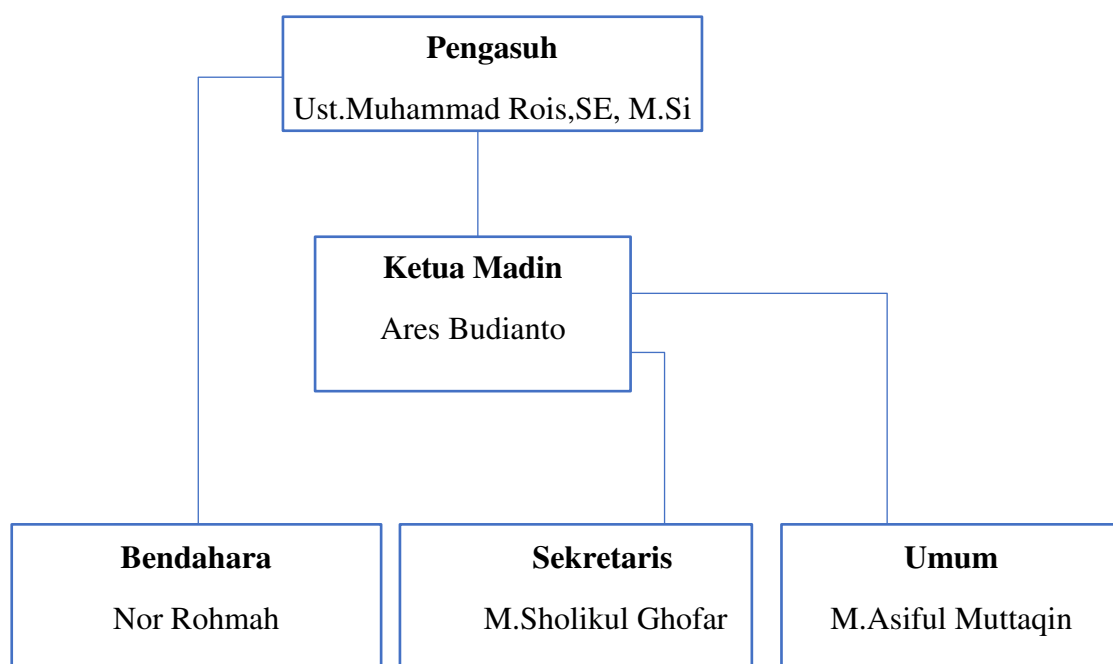 Pengasuh
Ust.Muhammad Rois,SE, M.Si
Ketua Madin
Ares Budianto
Bendahara
Nor Rohmah
Sekretaris
M.Sholikul Ghofar
Umum
M.Asiful Muttaqin